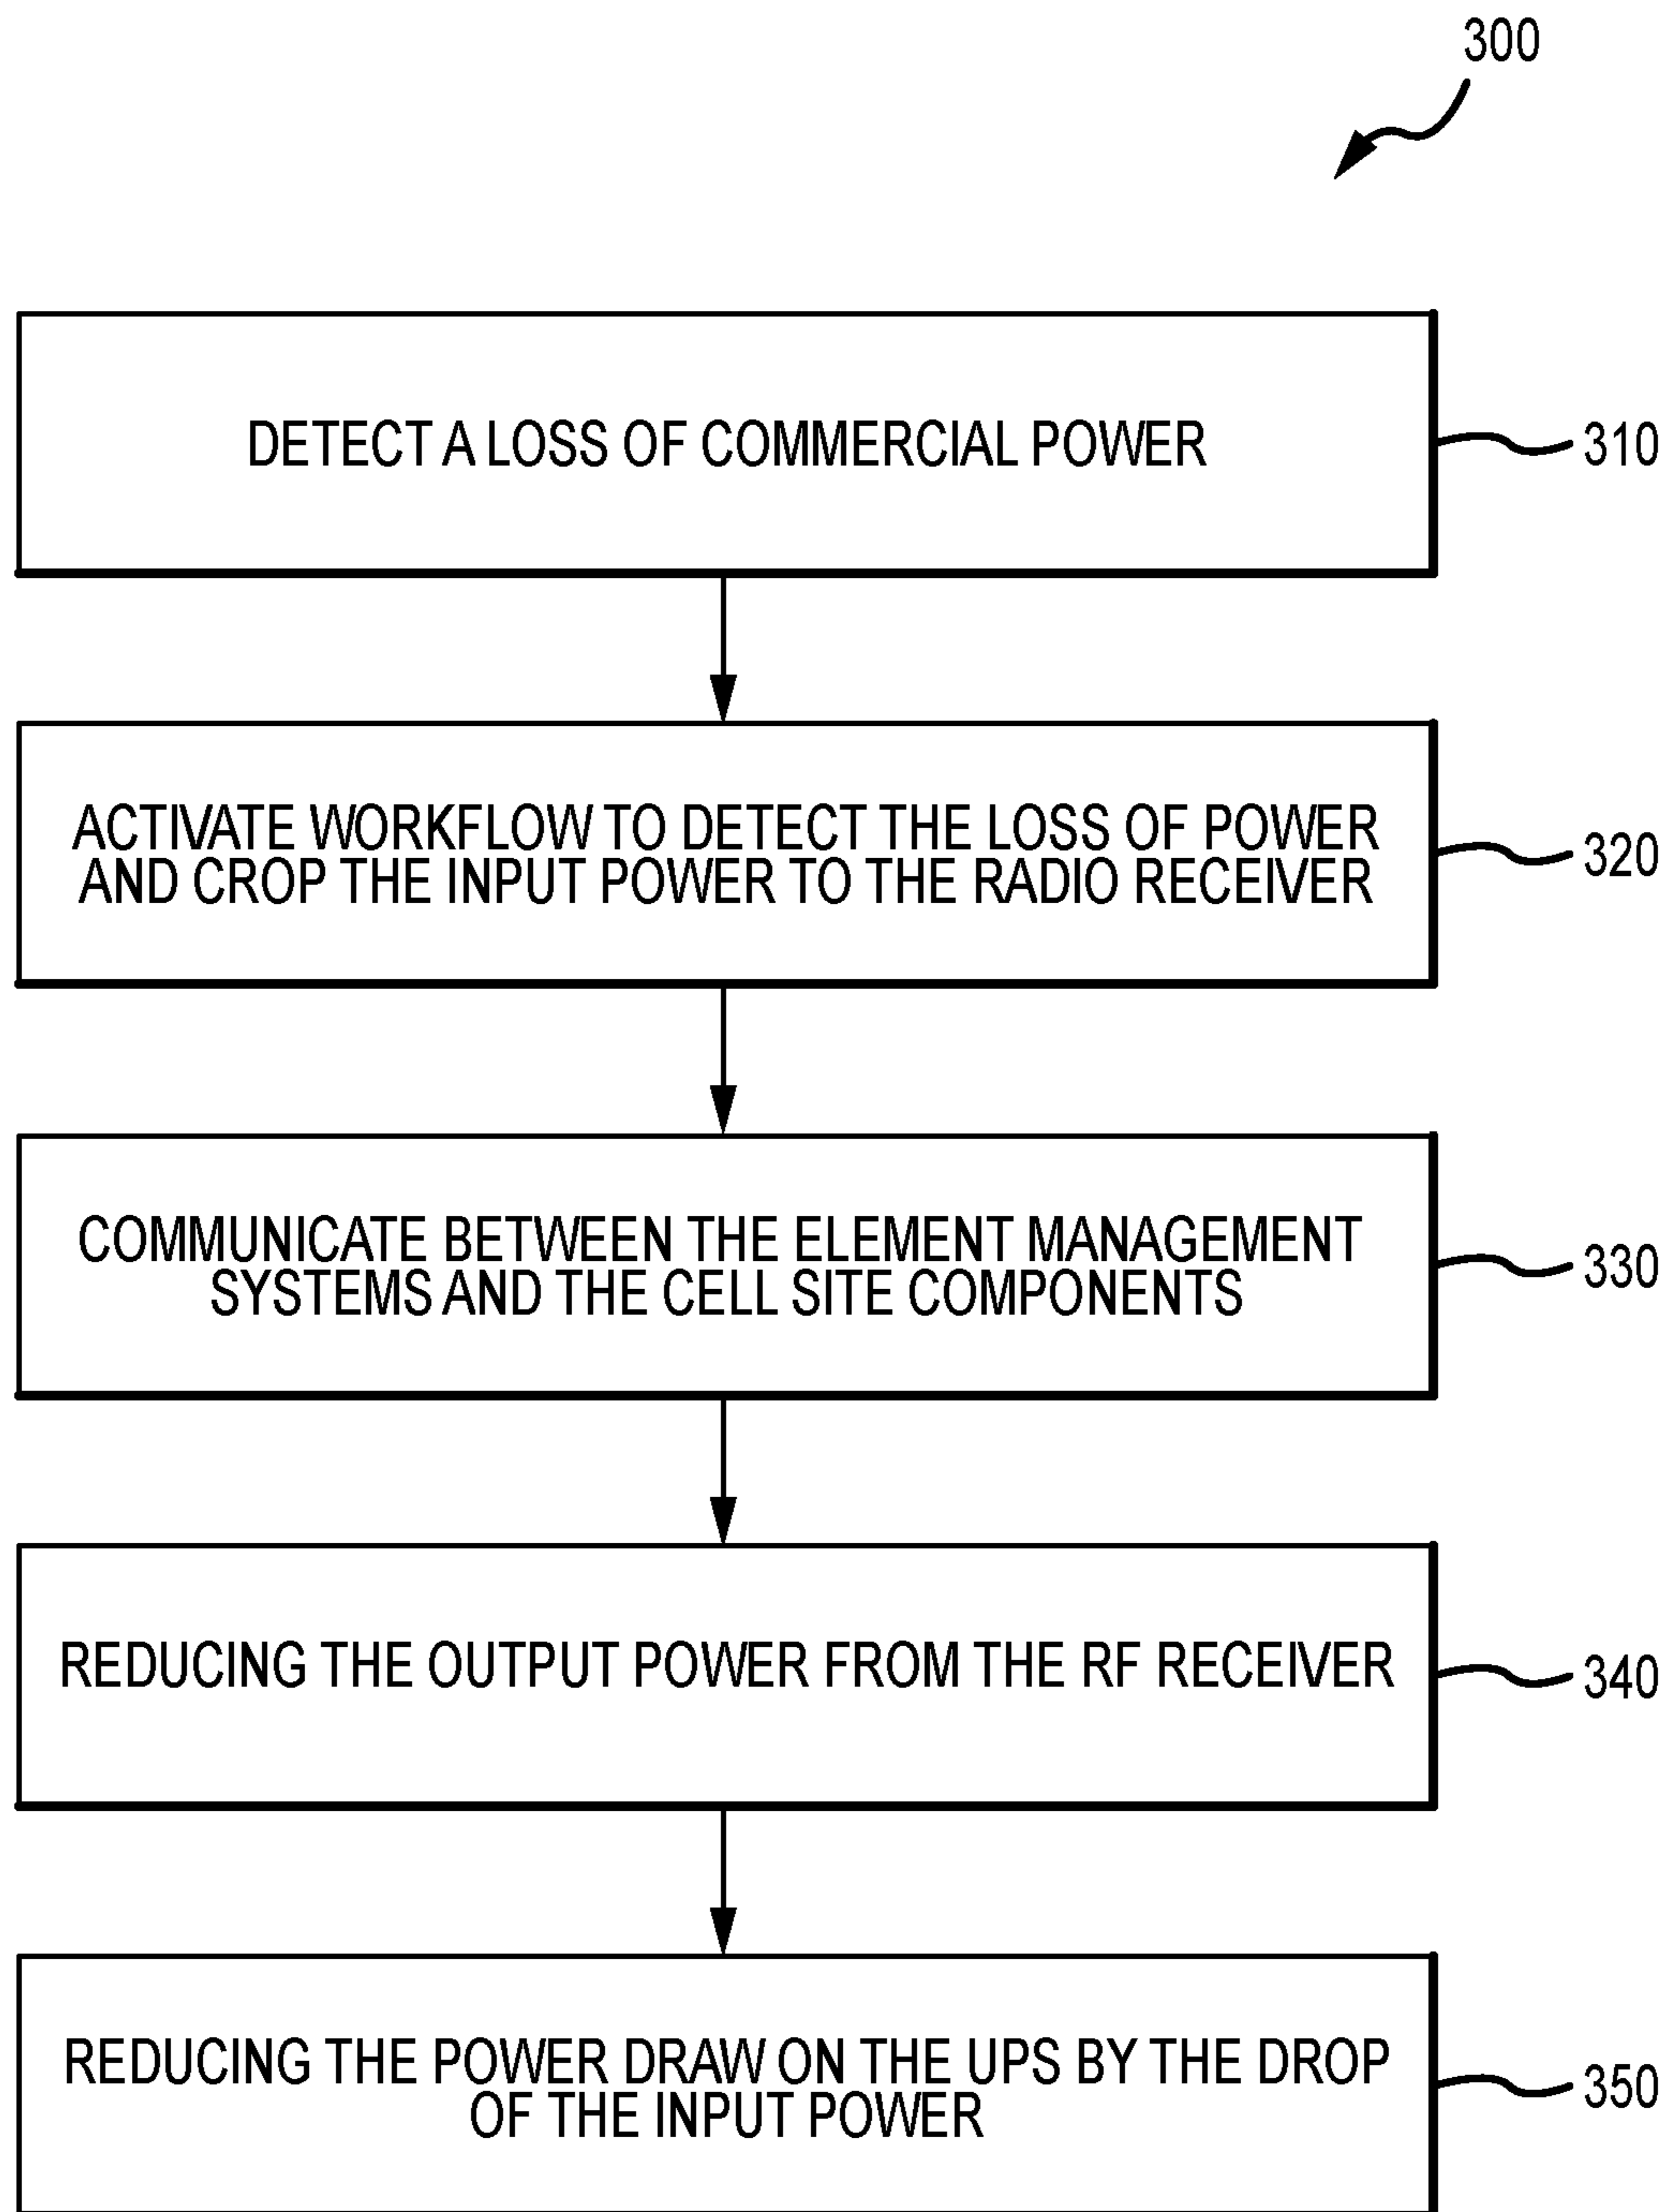 300
DETECT A LOSS OF COMMERCIAL POWER
310
ACTIVATE WORKFLOW TO DETECT THE LOSS OF POWER
AND CROP THE INPUT POWER TO THE RADIO RECEIVER
320
COMMUNICATE BETWEEN THE ELEMENT MANAGEMENT
SYSTEMS AND THE CELL SITE COMPONENTS
330
REDUCING THE OUTPUT POWER FROM THE RF RECEIVER
340
REDUCING THE POWER DRAW ON THE UPS BY THE DROP
OF THE INPUT POWER
350